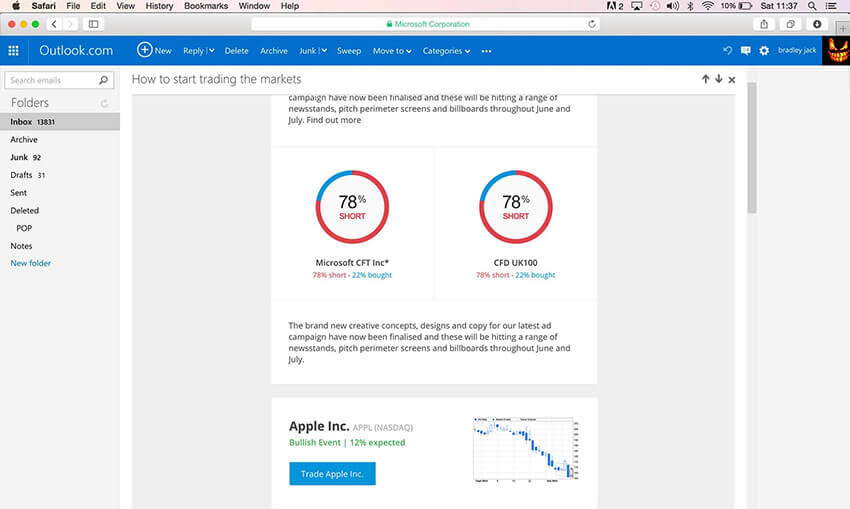 Safari File Edit View History Bookmarks Window Help
2 10% Sat 11:37
Microsoft Corporation
Outlook.com New Reply Delete Archive Junk Sweep Move to Categories ••• bradley jack
Search emails
How to start trading the markets
Folders
Inbox 13831
Archive
Junk 92
Drafts 31
Sent
Deleted
POP
Notes
New folder
campaign have now been finalised and these will be hitting a range of
newsstands, pitch perimeter screens and billboards throughout June and
July. Find out more
78%
SHORT
Microsoft CFT Inc*
78% short - 22% bought
78%
SHORT
CFD UK100
78% short - 22% bought
The brand new creative concepts, designs and copy for our latest ad
campaign have now been finalised and these will be hitting a range of
newsstands, pitch perimeter screens and billboards throughout June and
July.
Apple Inc. APPL (NASDAQ)
Bullish Event | 12% expected
Trade Apple Inc.